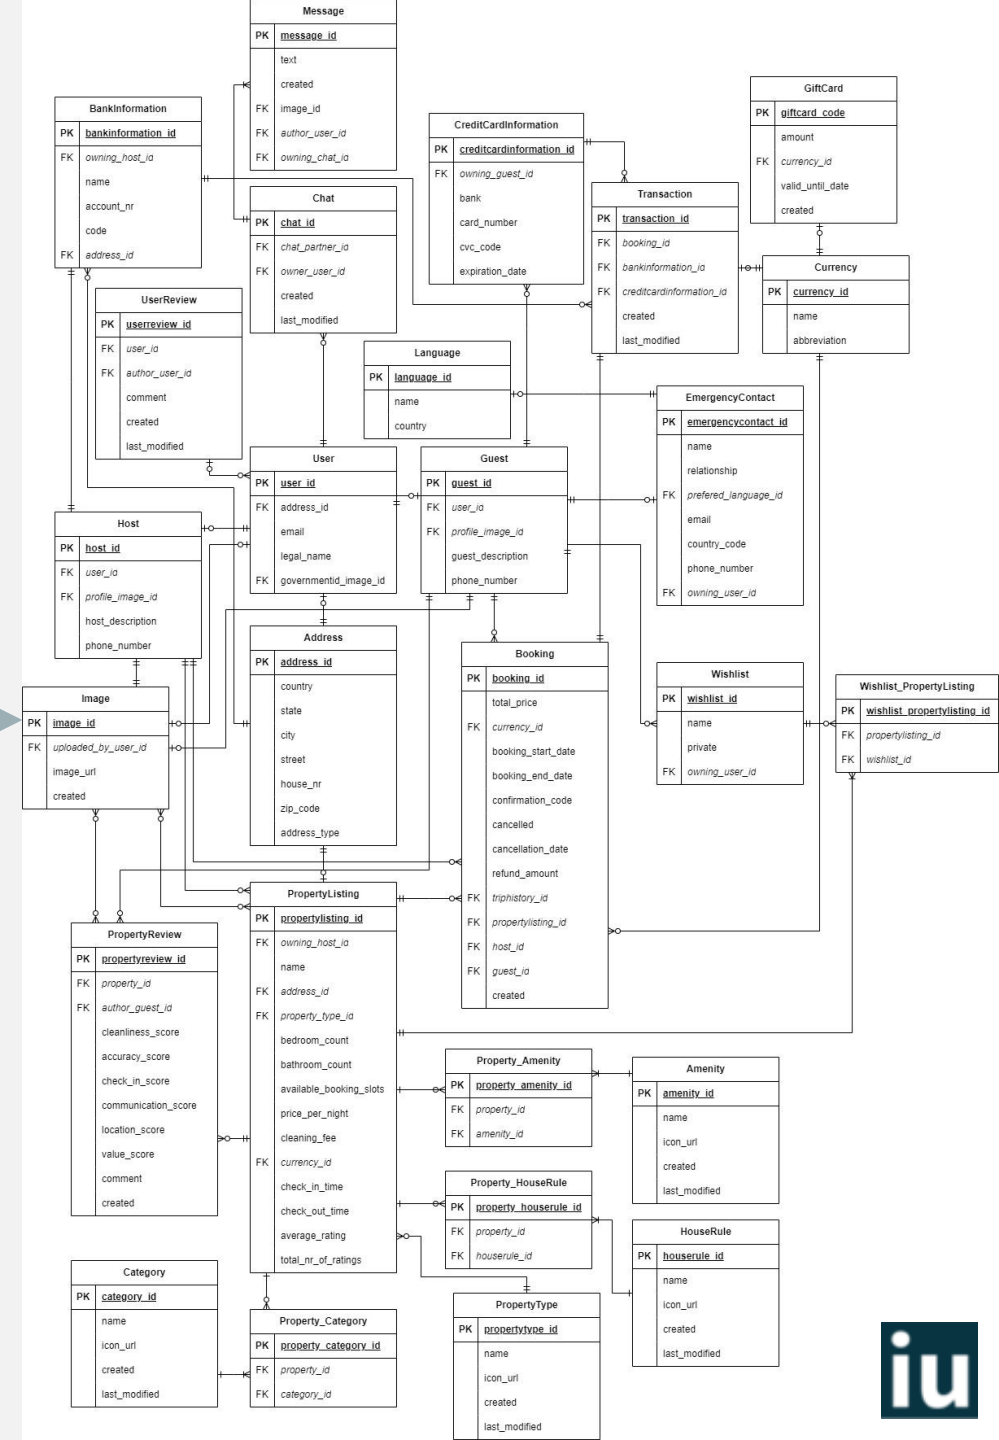 Message
PK message_id
text
created
FK image_id
FK author_user_id
FK owning_chat_id
BankInformation
PK bankinformation_id
FK owning_host_id
name
account_nr
code
FK address_id
CreditCardInformation
PK creditcardinformation_id
FK owning_guest_id
bank
card_number
cvc_code
expiration_date
GiftCard
PK giftcard_code
amount
FK currency_id
valid_until_date
created
Chat
PK chat_id
FK chat_partner_id
FK owner_user_id
created
last_modified
Transaction
PK transaction_id
FK booking_id
FK bankinformation_id
FK creditcardinformation_id
created
last_modified
Currency
PK currency_id
name
abbreviation
UserReview
PK userreview_id
FK user_id
FK author_user_id
comment
created
last_modified
Language
PK language_id
name
country
EmergencyContact
PK emergencycontact_id
name
relationship
FK prefered_language_id
email
country_code
phone_number
FK owning_user_id
User
PK user_id
FK address_id
email
legal_name
FK governmentid_image_id
Guest
PK guest_id
FK user_id
FK profile_image_id
guest_description
phone_number
Host
PK host_id
FK user_id
FK profile_image_id
host_description
phone_number
Address
PK address_id
country
state
city
street
house_nr
zip_code
address_type
Booking
PK booking_id
total_price
FK currency_id
booking_start_date
booking_end_date
confirmation_code
cancelled
cancellation_date
refund_amount
FK triphistory_id
FK propertylisting_id
FK host_id
FK guest_id
created
Wishlist
PK wishlist_id
name
private
FK owning_user_id
Wishlist_PropertyListing
PK wishlist_propertylisting_id
FK propertylisting_id
FK wishlist_id
Image
PK image_id
FK uploaded_by_user_id
image_url
created
PropertyListing
PK propertylisting_id
FK owning_host_id
name
FK address_id
FK property_type_id
bedroom_count
bathroom_count
available_booking_slots
price_per_night
cleaning_fee
FK currency_id
check_in_time
check_out_time
average_rating
total_nr_of_ratings
PropertyReview
PK propertyreview_id
FK property_id
FK author_guest_id
cleanliness_score
accuracy_score
check_in_score
communication_score
location_score
value_score
comment
created
Property_Amenity
PK property_amenity_id
FK property_id
FK amenity_id
Amenity
PK amenity_id
name
icon_url
created
last_modified
Property_HouseRule
PK property_houserule_id
FK property_id
FK houserule_id
HouseRule
PK houserule_id
name
icon_url
created
last_modified
Category
PK category_id
name
icon_url
created
last_modified
Property_Category
PK property_category_id
FK property_id
FK category_id
PropertyType
PK propertytype_id
name
icon_url
created
last_modified
iu